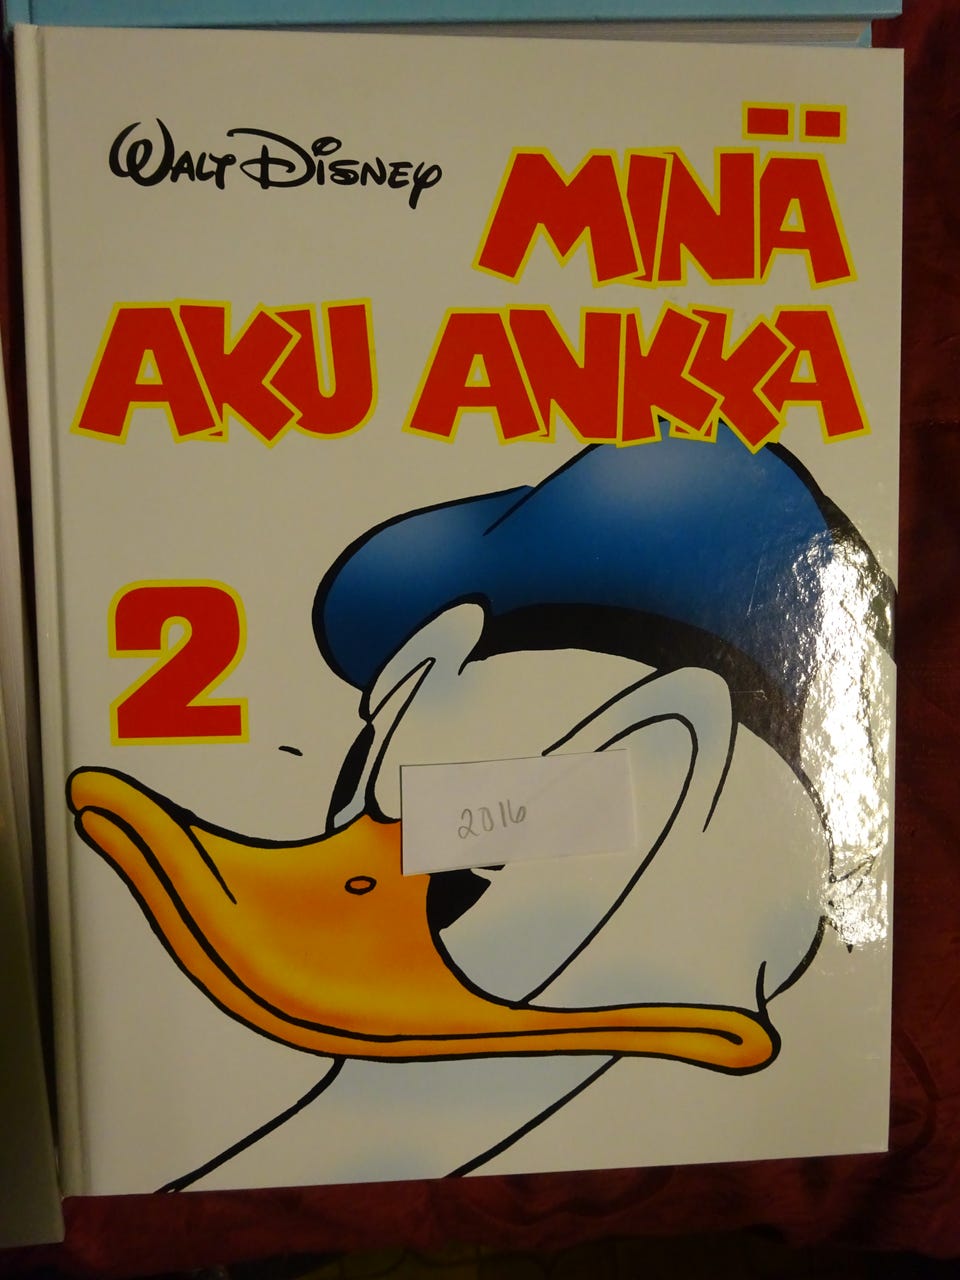 WALT DISNEY
MINÄ
AKU ANKKA
2
2016